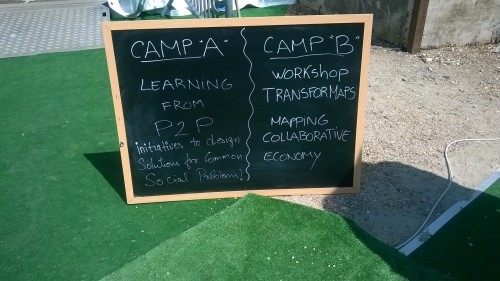 CAMP "A"
LEARNING
FROM
P2P
initiatives to design
Solutions for Common
Social Problems?
CAMP "B"
WORKSHOP
TRANSFORMAPS
MAPPING
COLLABORATIVE
ECONOMY